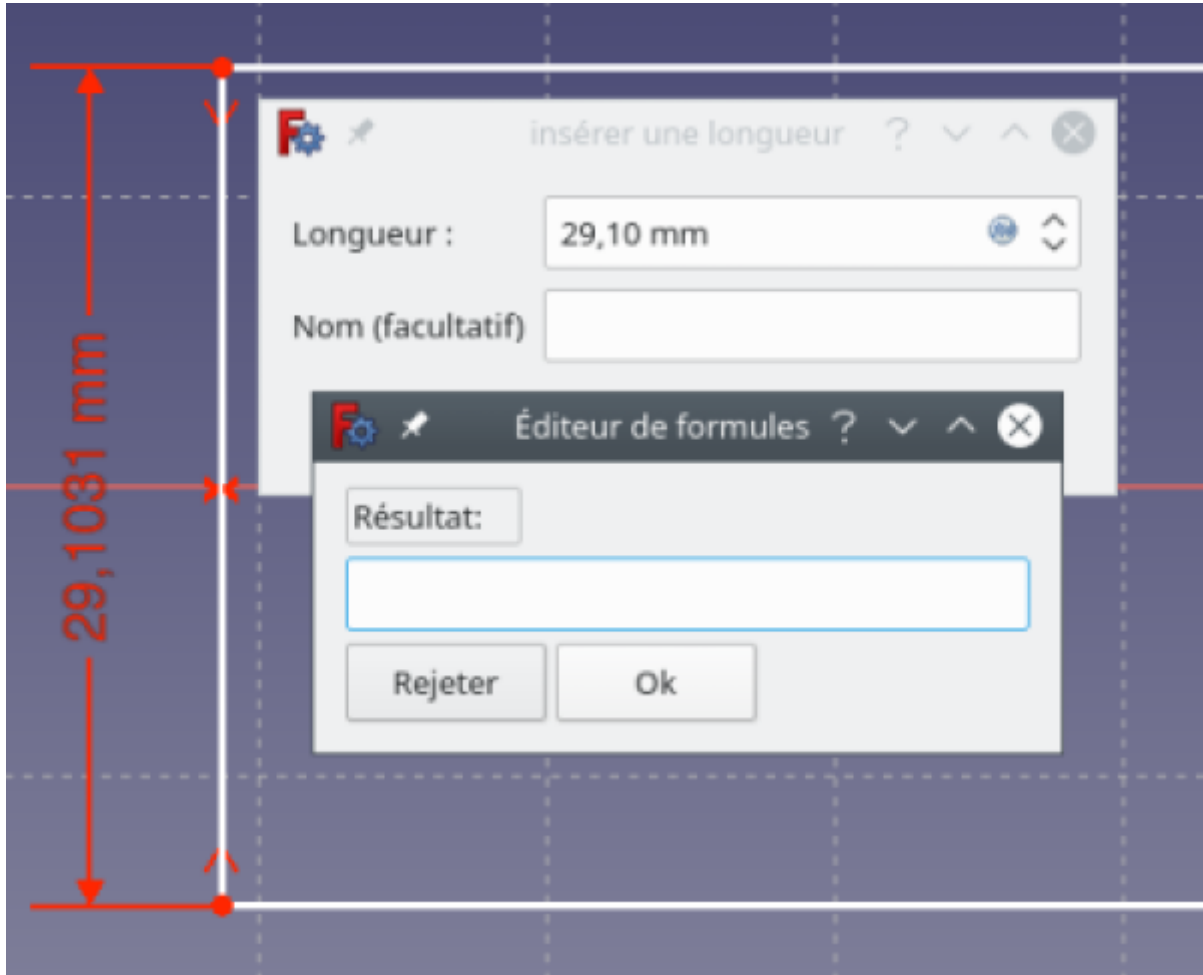 insérer une longueur
Longueur :
29,10 mm
Nom (facultatif)
29,1031 mm
Éditeur de formules
Résultat:
Rejeter
Ok